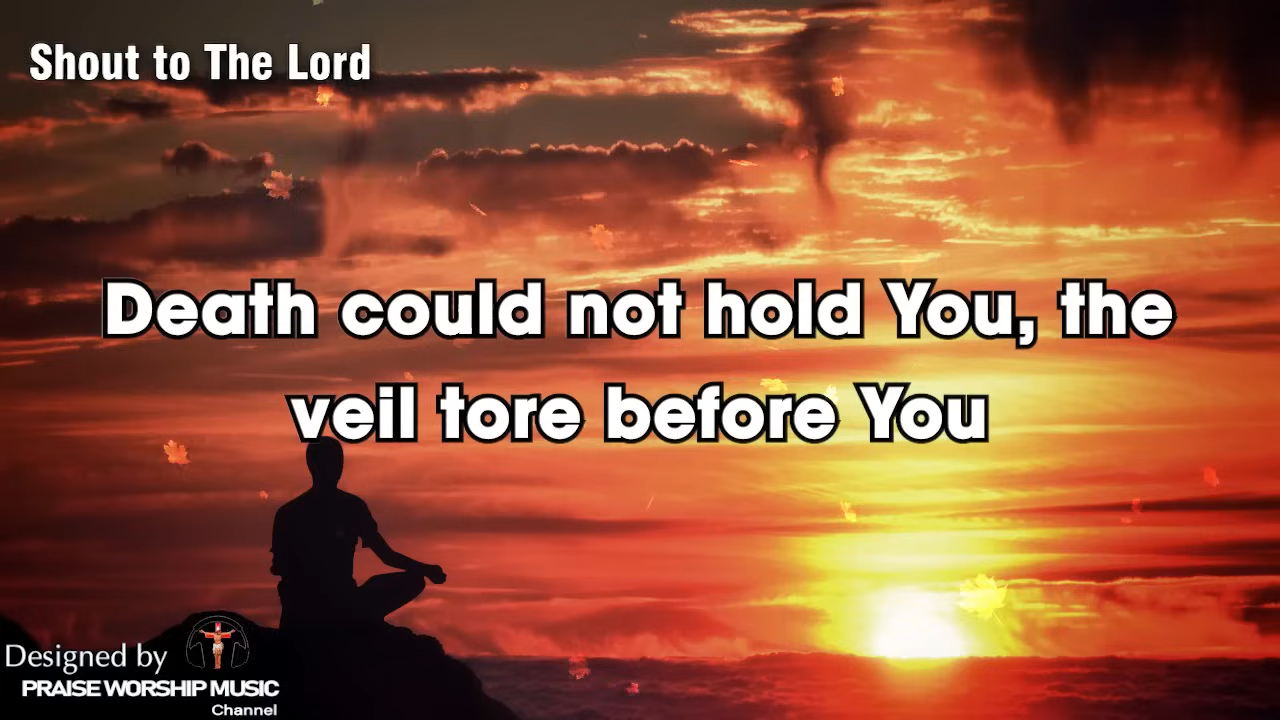 Shout to The Lord
Death could not hold You, the
veil tore before You
Designed by
PRAISE WORSHIP MUSIC
Channel